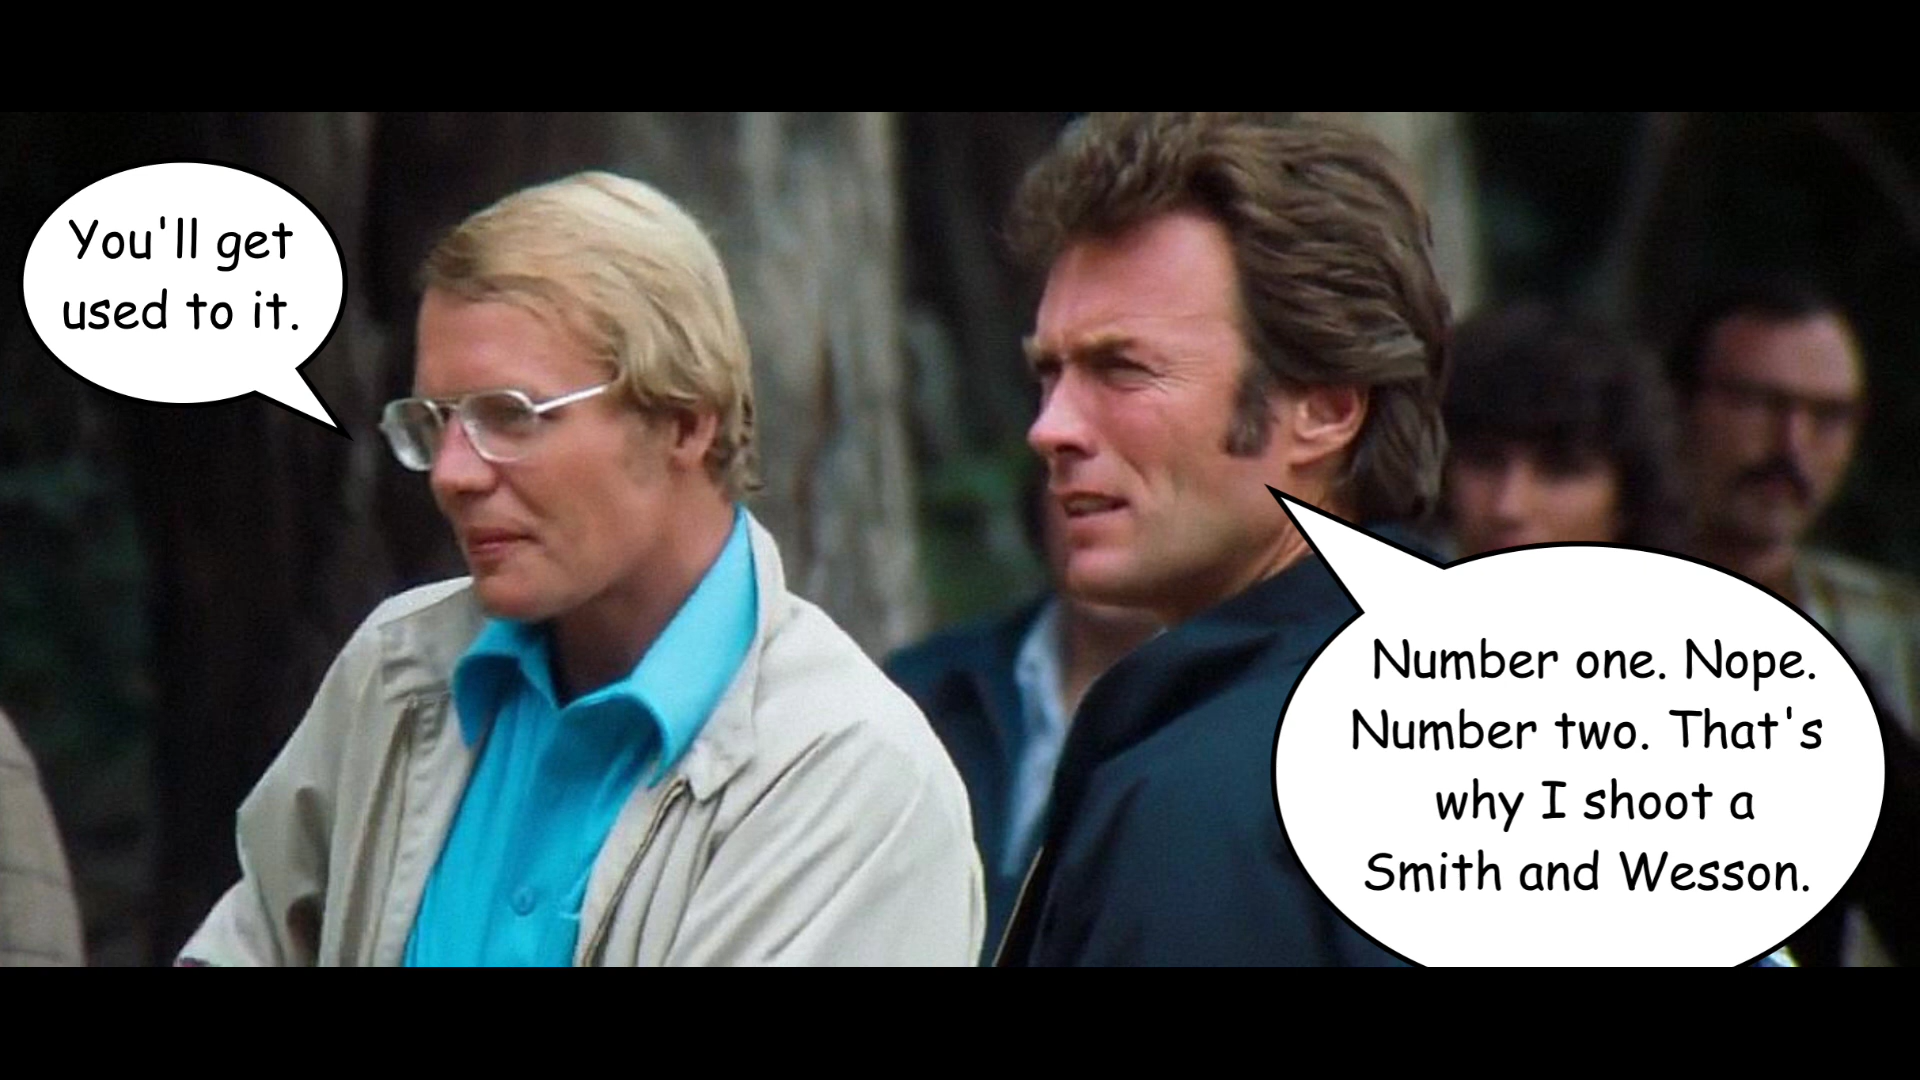 You'll get
used to it.
Number one. Nope.
Number two. That's
why I shoot a
Smith and Wesson.